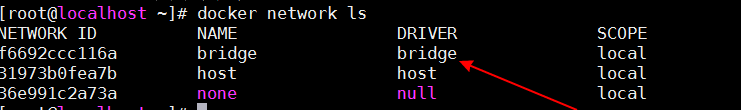 [root@localhost ~]# docker network ls
NETWORK ID NAME DRIVER SCOPE
f6692ccc116a bridge bridge local
31973b0fea7b host host local
36e991c2a73a none null local